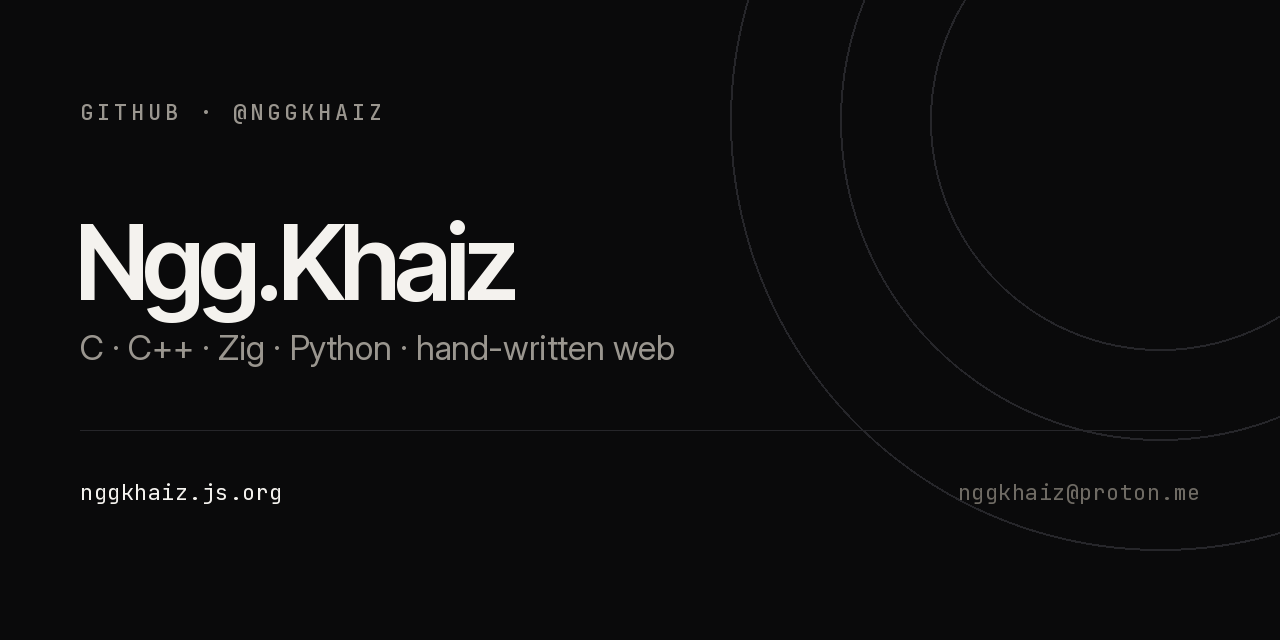 GITHUB · @NGGKHAIZ
Ngg.Khaiz
C · C++ · Zig · Python · hand-written web
nggkhaiz.js.org
nggkhaiz@proton.me